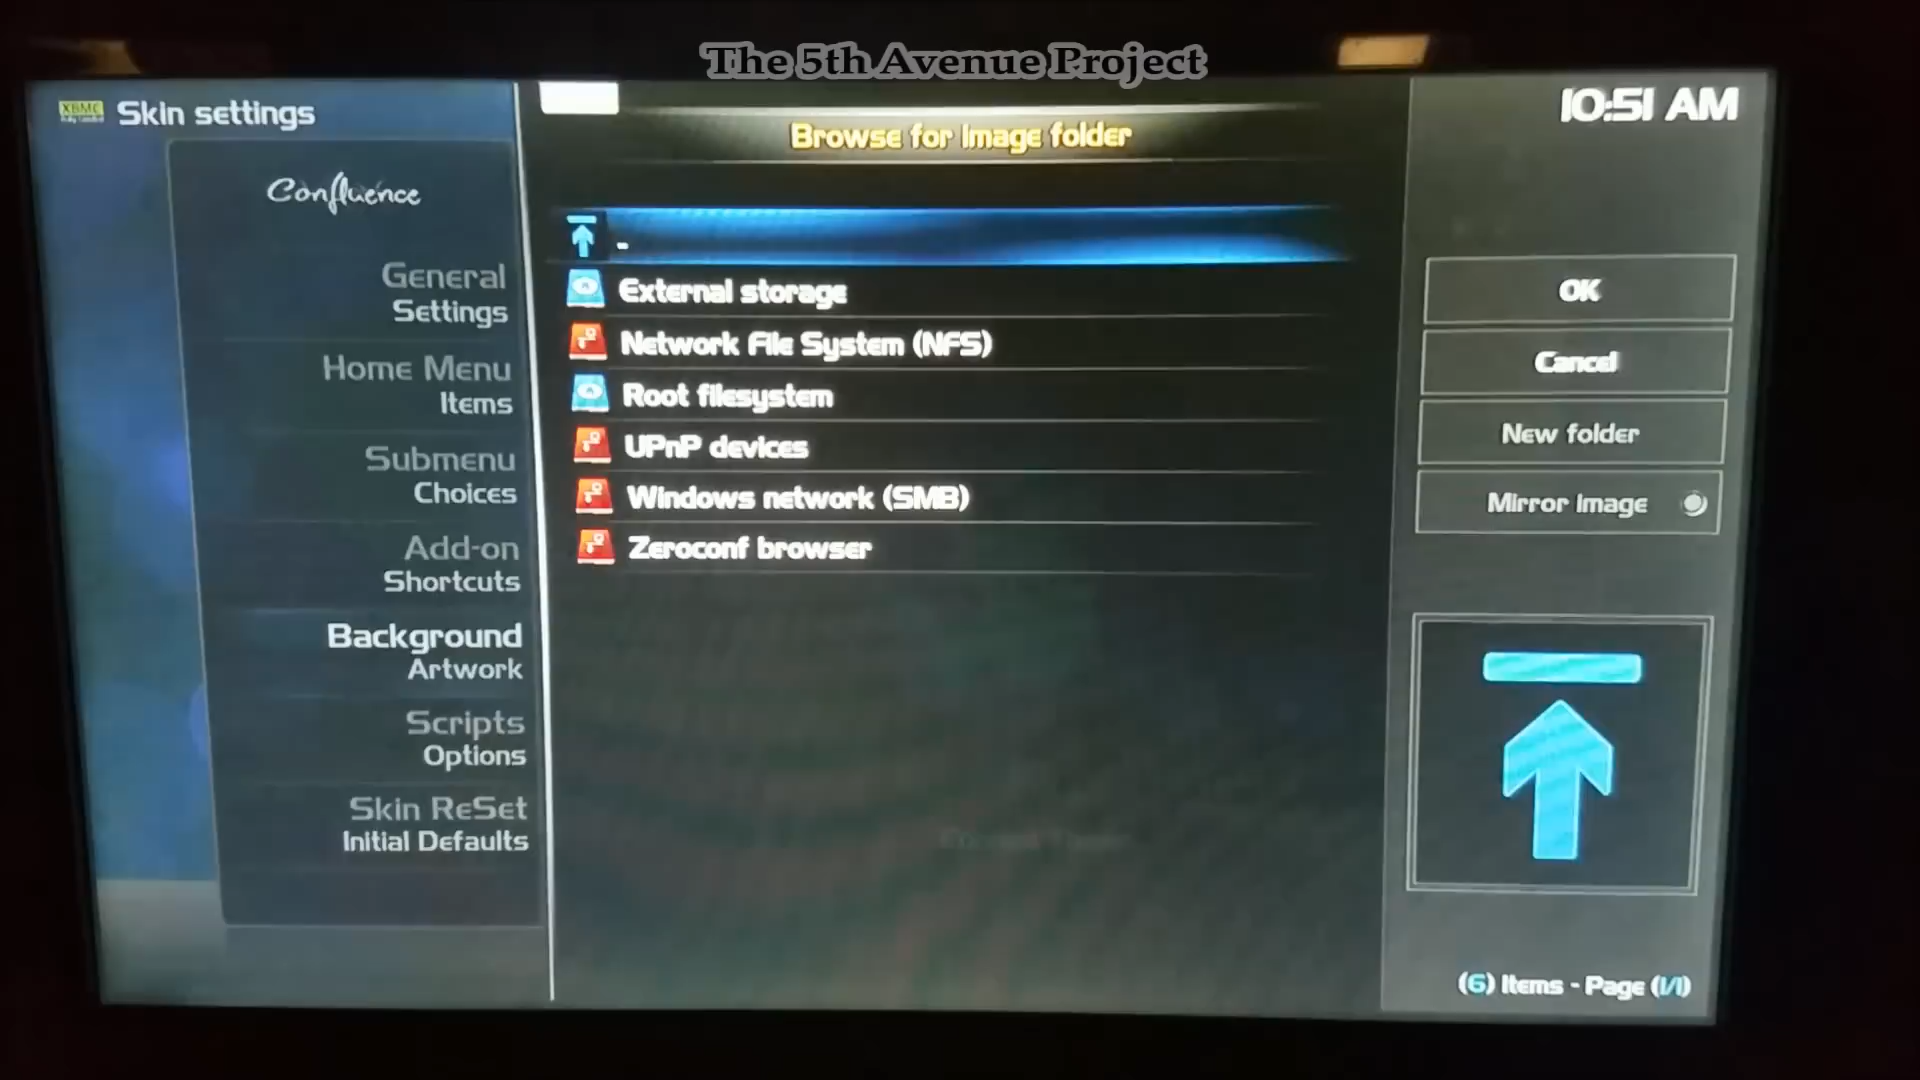 The 5th Avenue Project
XBMC
Skin settings
10:51 AM
Browse for Image folder
Confluence
General
Settings
Home Menu
Items
Submenu
Choices
Add-on
Shortcuts
Background
Artwork
Scripts
Options
Skin ReSet
Initial Defaults
External storage
Network File System (NFS)
Root filesystem
UPnP devices
Windows network (SMB)
Zeroconf browser
OK
Cancel
New folder
Mirror Image
(6) Items - Page (1/1)